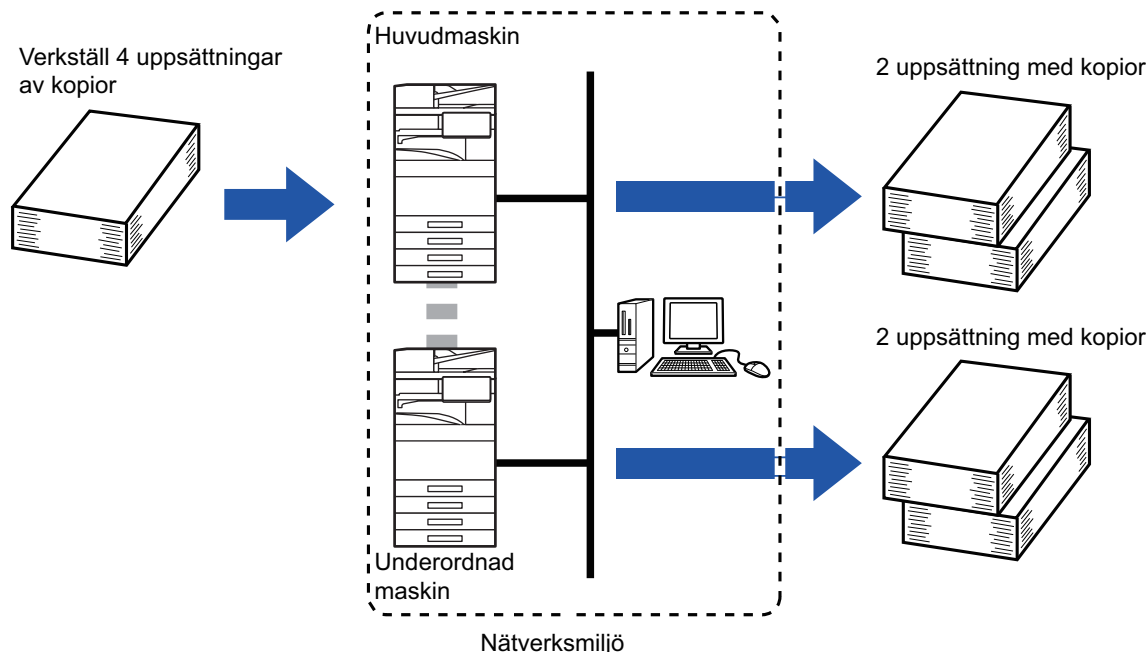 Verkställ 4 uppsättningar
av kopior
Huvudmaskin
2 uppsättning med kopior
2 uppsättning med kopior
Underordnad
maskin
Nätverksmiljö